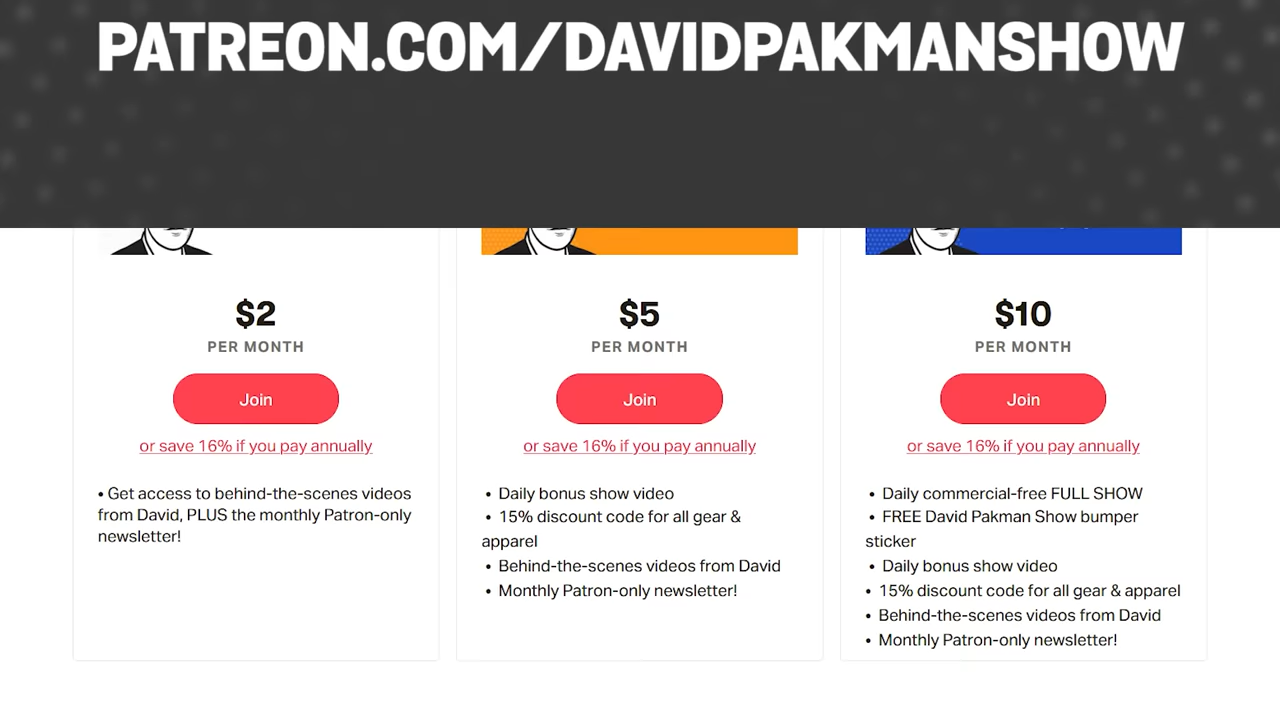 PATREON.COM/DAVIDPAKMANSHOW
$2
PER MONTH
Join
or save 16% if you pay annually
• Get access to behind-the-scenes videos
from David, PLUS the monthly Patron-only
newsletter!
$5
PER MONTH
Join
or save 16% if you pay annually
• Daily bonus show video
• 15% discount code for all gear &
apparel
• Behind-the-scenes videos from David
• Monthly Patron-only newsletter!
$10
PER MONTH
Join
or save 16% if you pay annually
• Daily commercial-free FULL SHOW
• FREE David Pakman Show bumper
sticker
• Daily bonus show video
• 15% discount code for all gear & apparel
• Behind-the-scenes videos from David
• Monthly Patron-only newsletter!